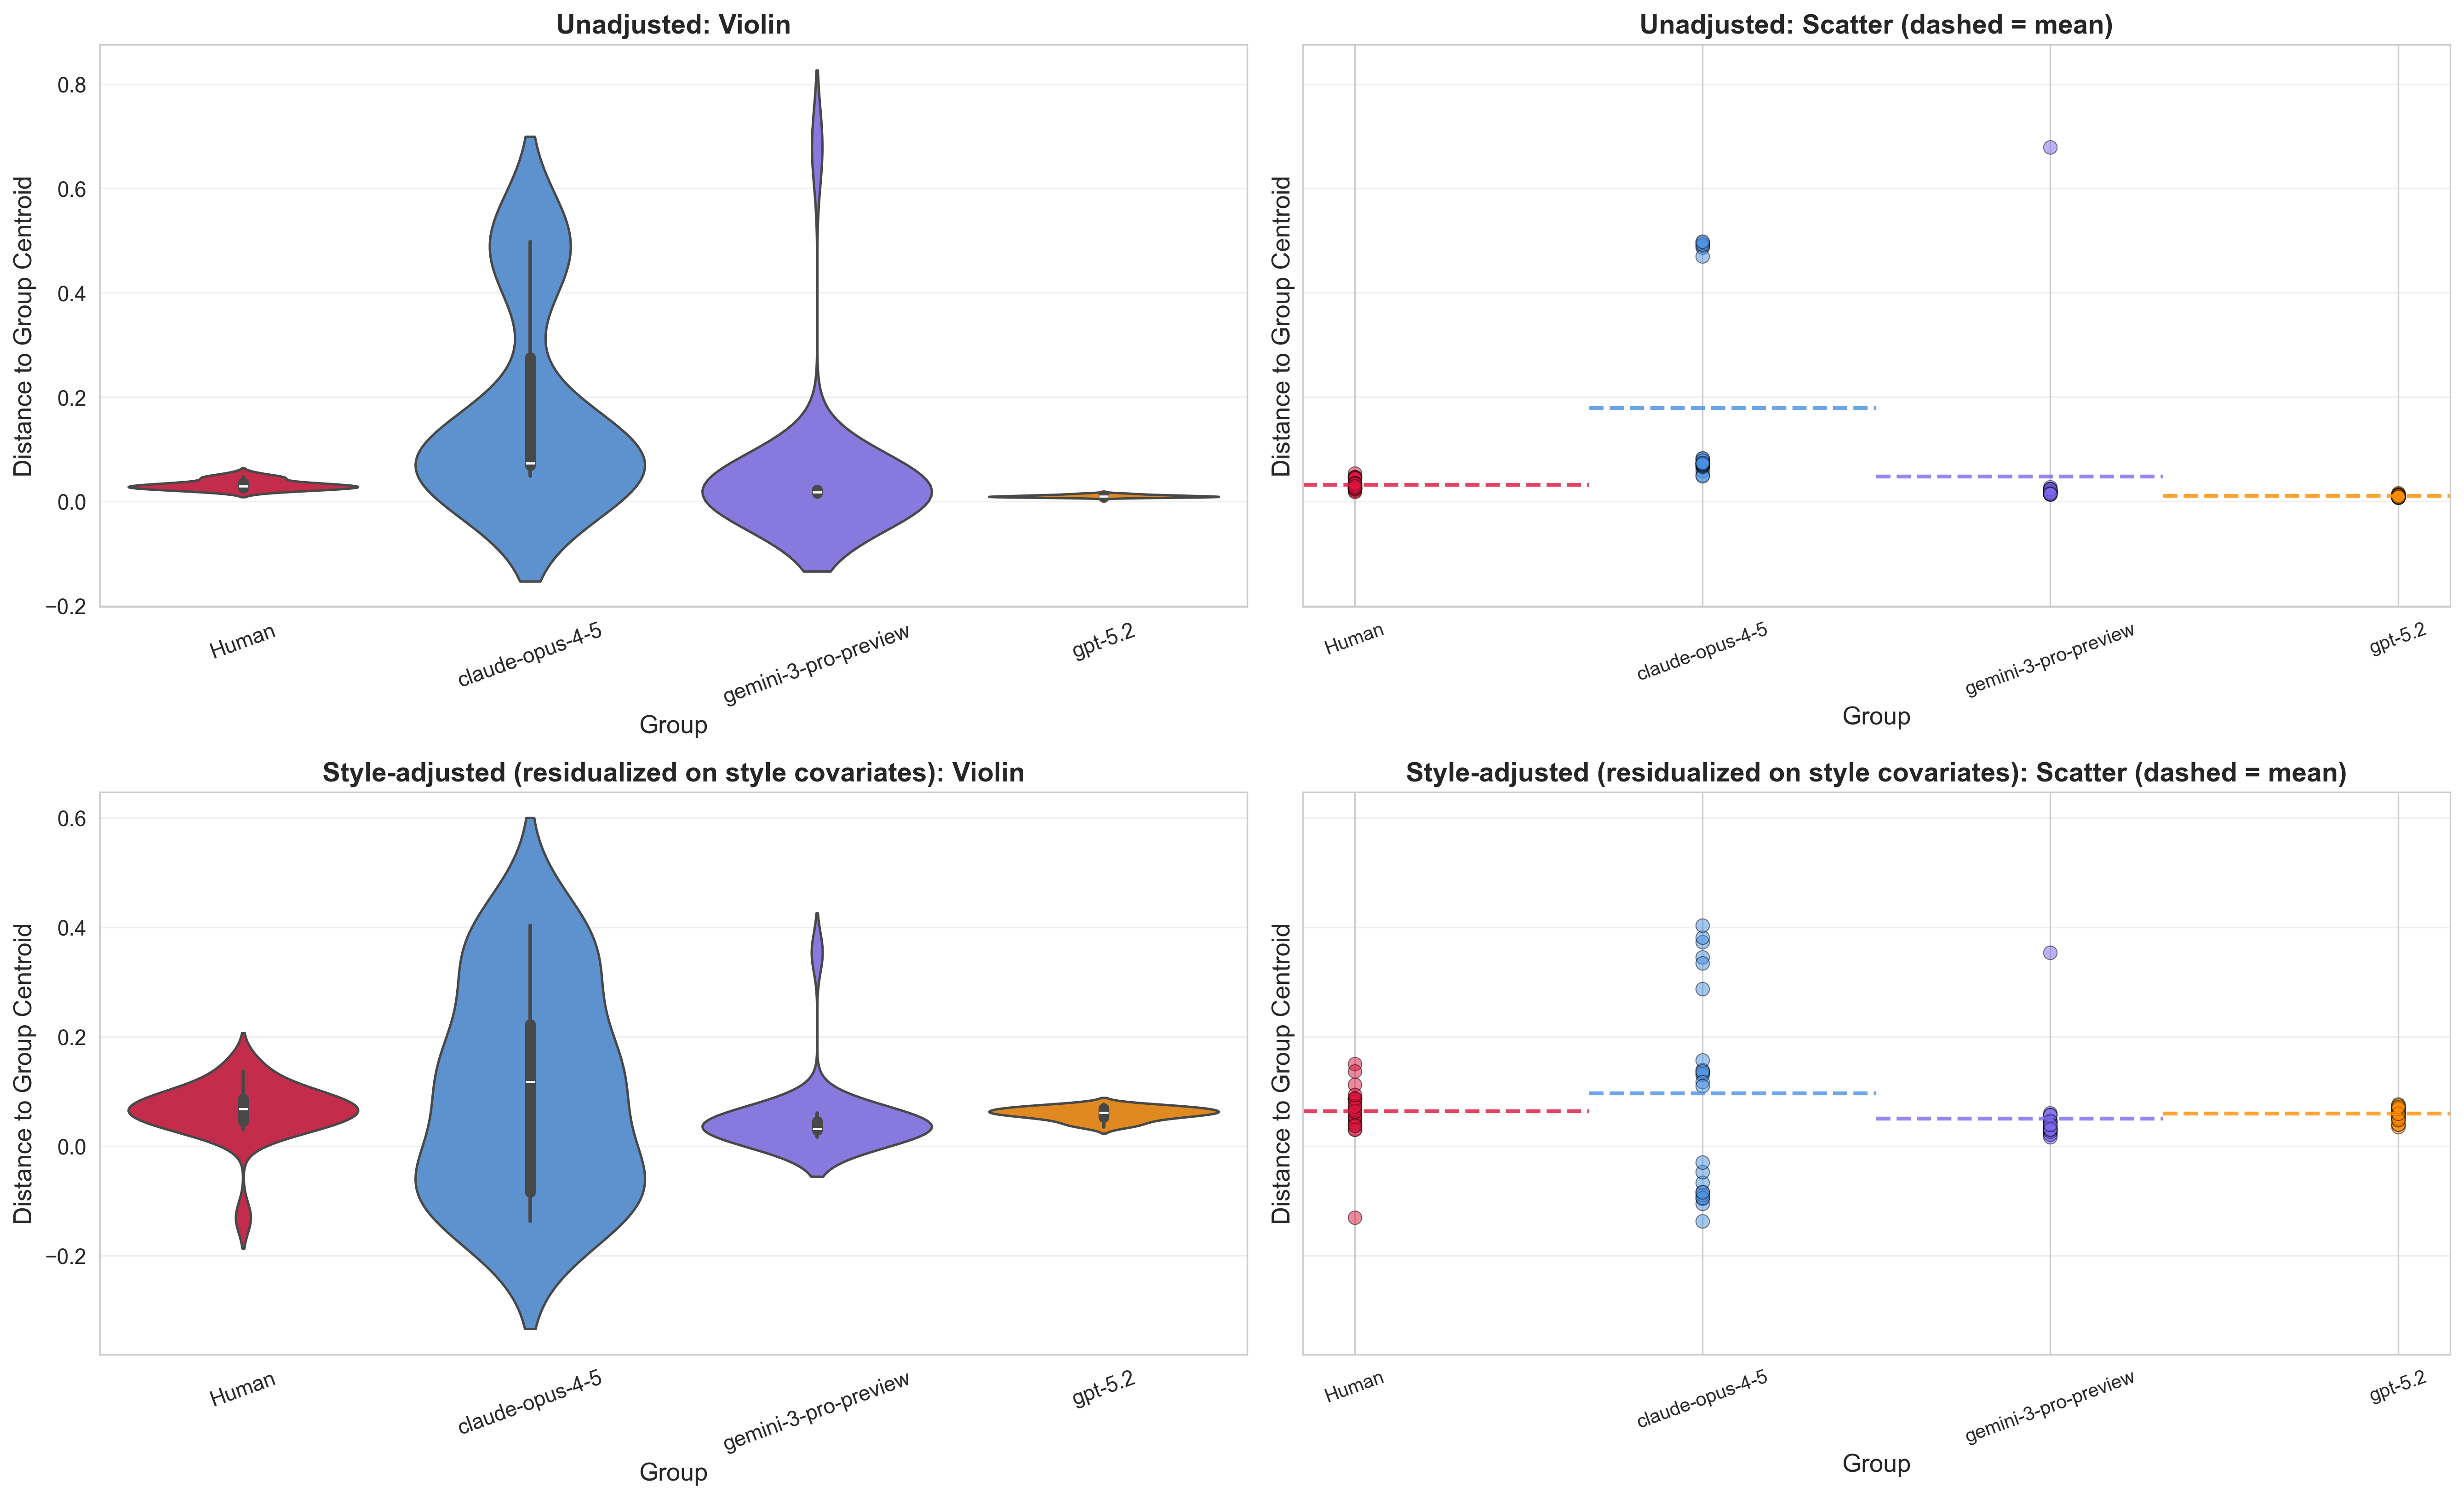 Unadjusted: Violin
Unadjusted: Scatter (dashed = mean)
Distance to Group Centroid
0.8
0.6
0.4
0.2
0.0
−0.2
Human
claude-opus-4-5
gemini-3-pro-preview
gpt-5.2
Group
Distance to Group Centroid
Human
claude-opus-4-5
gemini-3-pro-preview
gpt-5.2
Group
Style-adjusted (residualized on style covariates): Violin
Style-adjusted (residualized on style covariates): Scatter (dashed = mean)
Distance to Group Centroid
0.6
0.4
0.2
0.0
−0.2
Human
claude-opus-4-5
gemini-3-pro-preview
gpt-5.2
Group
Distance to Group Centroid
Human
claude-opus-4-5
gemini-3-pro-preview
gpt-5.2
Group